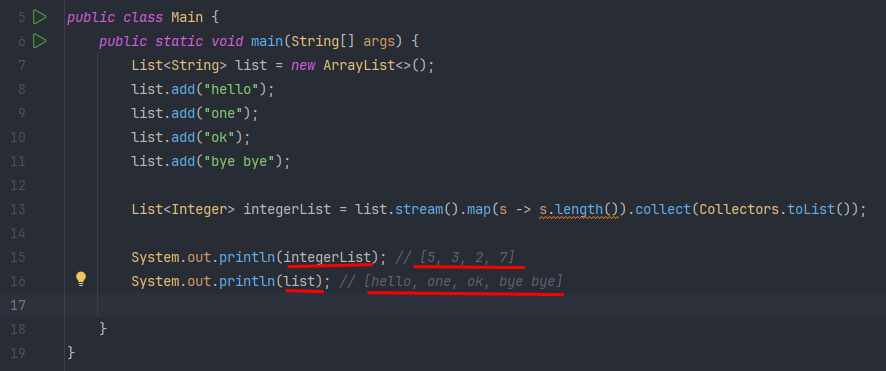 5 public class Main {
6 public static void main(String[] args) {
7 List<String> list = new ArrayList<>();
8 list.add("hello");
9 list.add("one");
10 list.add("ok");
11 list.add("bye bye");
12
13 List<Integer> integerList = list.stream().map(s -> s.length()).collect(Collectors.toList());
14
15 System.out.println(integerList); // [5, 3, 2, 7]
16 System.out.println(list); // [hello, one, ok, bye bye]
17
18 }
19 }